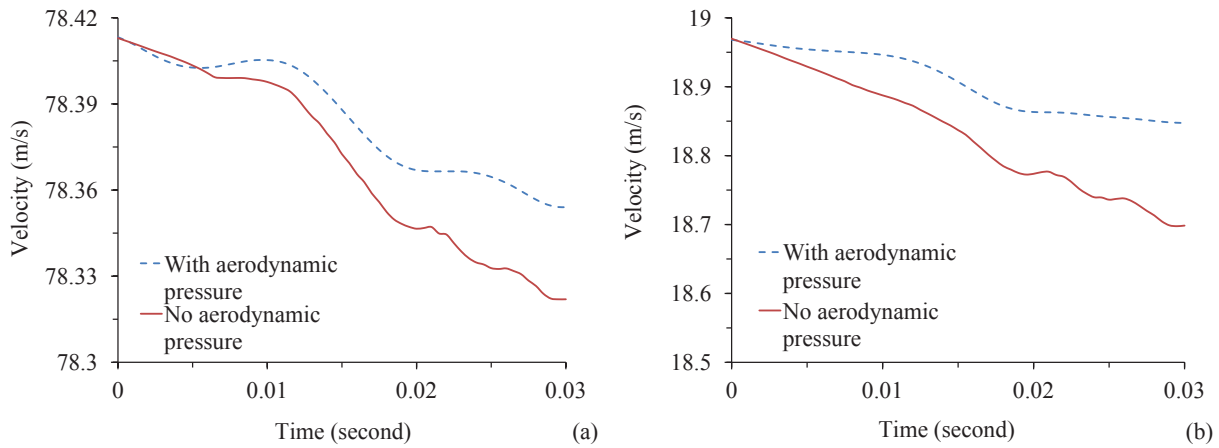 78.42
78.39
78.36
78.33
78.3
Velocity (m/s)
With aerodynamic
pressure
No aerodynamic
pressure
0
0.01
0.02
0.03
Time (second)
(a)
19
18.9
18.8
18.7
18.6
18.5
Velocity (m/s)
With aerodynamic
pressure
No aerodynamic
pressure
0
0.01
0.02
0.03
Time (second)
(b)